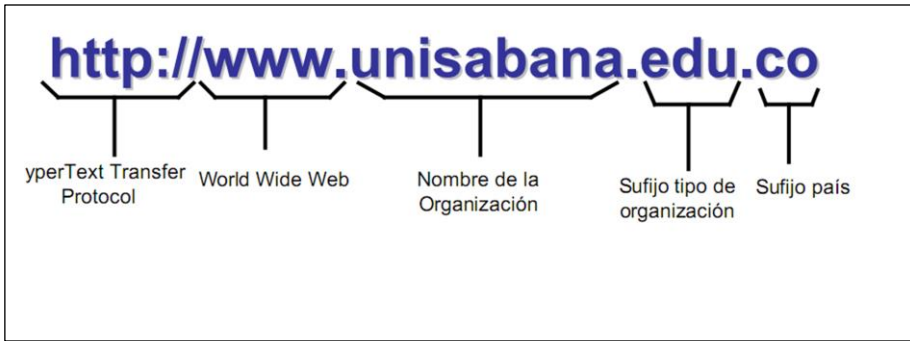 http://www.unisabana.edu.co
yperText Transfer
Protocol
World Wide Web
Nombre de la
Organización
Sufijo tipo de
organización
Sufijo país